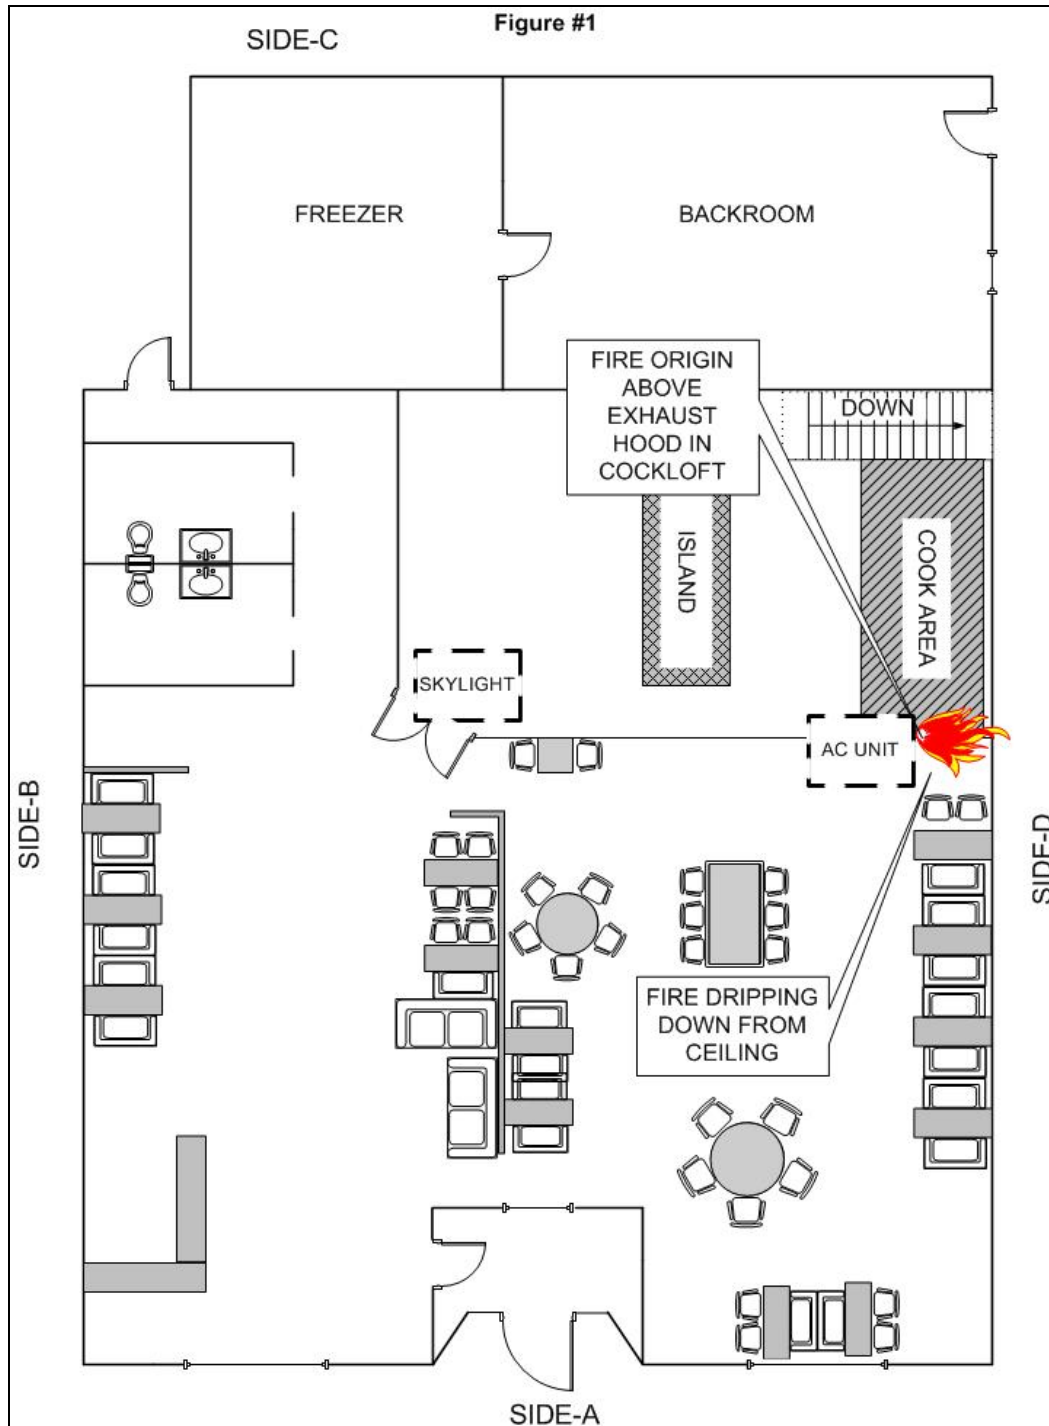 Figure #1
SIDE-C
FREEZER
BACKROOM
FIRE ORIGIN
ABOVE
EXHAUST
HOOD IN
COCKLOFT
DOWN
ISLAND
COOK AREA
SKYLIGHT
AC UNIT
SIDE-B
SIDE-D
FIRE DRIPPING
DOWN FROM
CEILING
SIDE-A